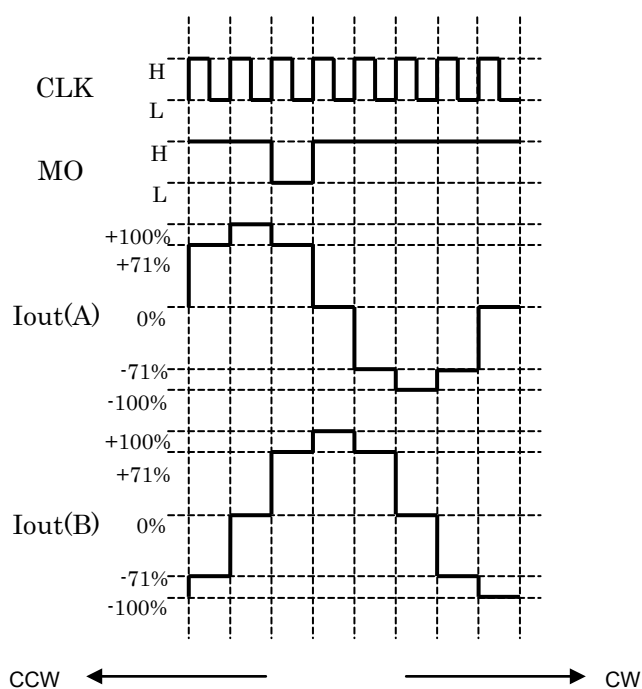 CLK
H
L
MO
H
L
Iout(A)
+100%
+71%
0%
-71%
-100%
Iout(B)
+100%
+71%
0%
-71%
-100%
CCW
CW